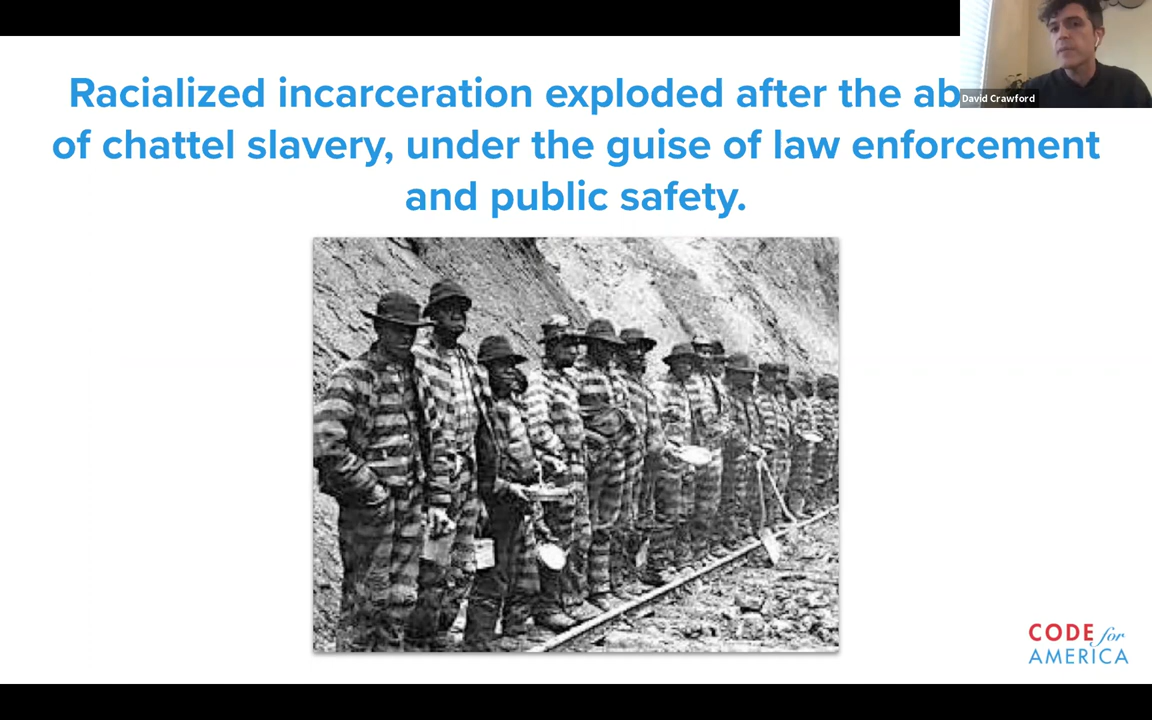 Racialized incarceration exploded after the ab
David Crawford
of chattel slavery, under the guise of law enforcement
and public safety.
CODE for
AMERICA